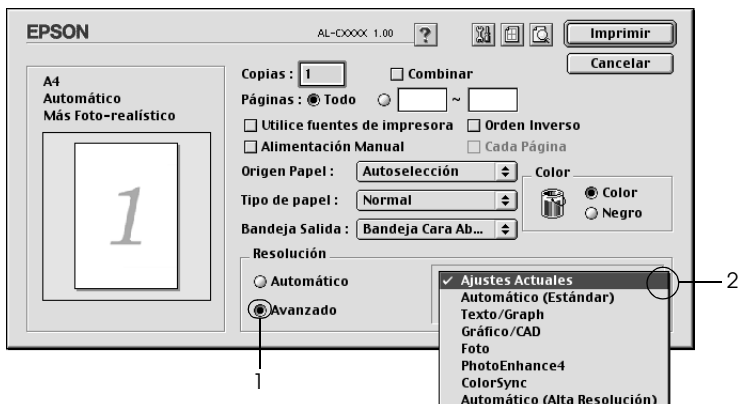 EPSON AL-CXXXX 1.00 ? Imprimir
Cancelar
A4
Automático
Más Foto-realístico
1
Copias : 1 Combinar
Páginas : Todo ~
Utilice fuentes de impresora Orden Inverso
Alimentación Manual Cada Página
Origen Papel : Autoselección
Tipo de papel : Normal
Bandeja Salida : Bandeja Cara Ab...
Color
Color
Negro
Resolución
Automático
Avanzado
✓ Ajustes Actuales
Automático (Estándar)
Texto/Graph
Gráfico/CAD
Foto
PhotoEnhance4
ColorSync
Automático (Alta Resolución)
1
2